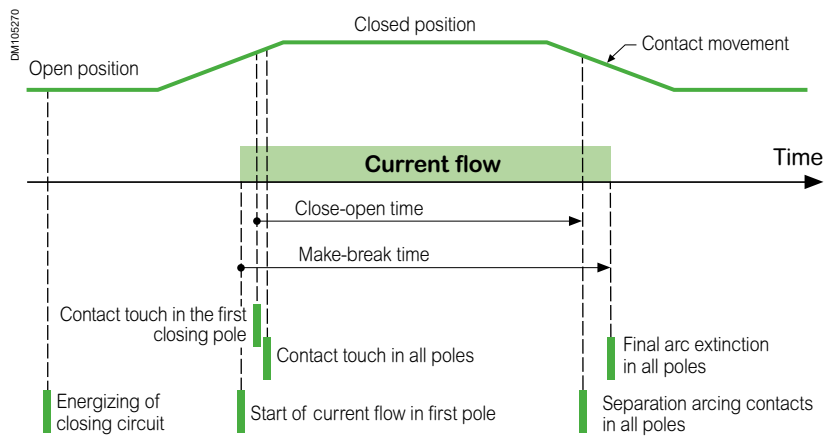 DM105270
Closed position
Contact movement
Open position
Current flow
Time
Close-open time
Make-break time
Contact touch in the first
closing pole
Contact touch in all poles
Final arc extinction
in all poles
Energizing of
closing circuit
Start of current flow in first pole
Separation arcing contacts
in all poles